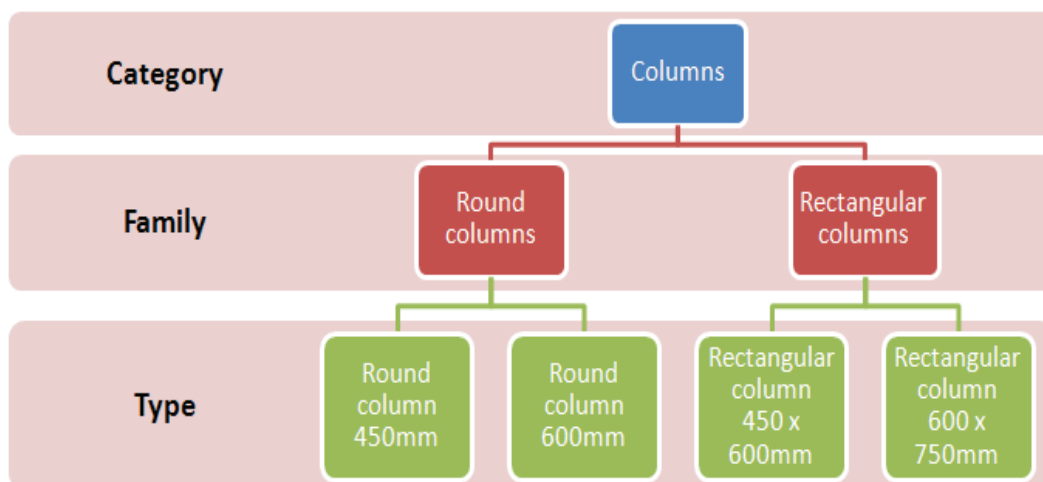 Category
Columns
Family
Round
columns
Rectangular
columns
Type
Round
column
450mm
Round
column
600mm
Rectangular
column
450 x
600mm
Rectangular
column
600 x
750mm